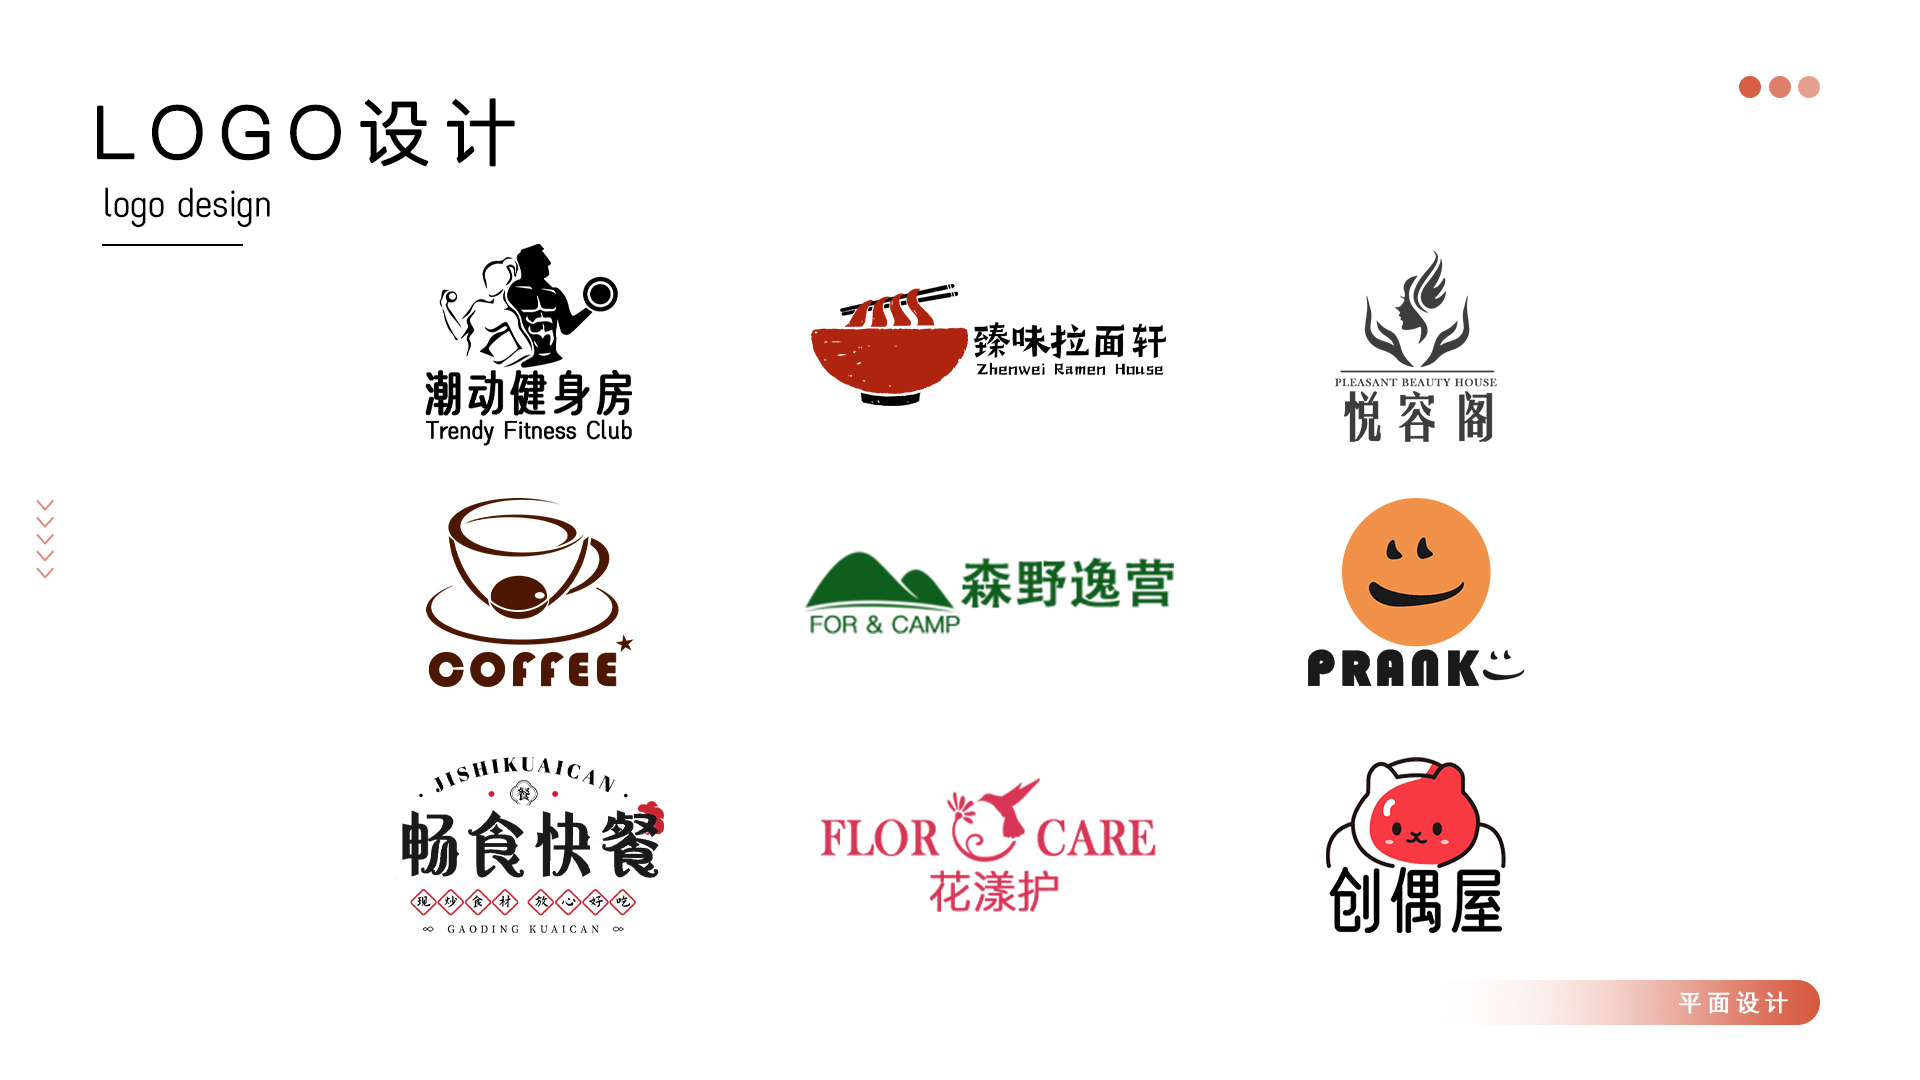 LOGO设计
logo design
潮动健身房
Trendy Fitness Club
臻味拉面轩
Zhenwei Ramen House
PLEASANT BEAUTY HOUSE
悦容阁
COFFEE
森野逸营
FOR & CAMP
PRANK
JISHIKUAICAN
餐
畅食快餐
现炒食材 放心好吃
GAODING KUAICAN
FLOR CARE
花漾护
创偶屋
平面设计